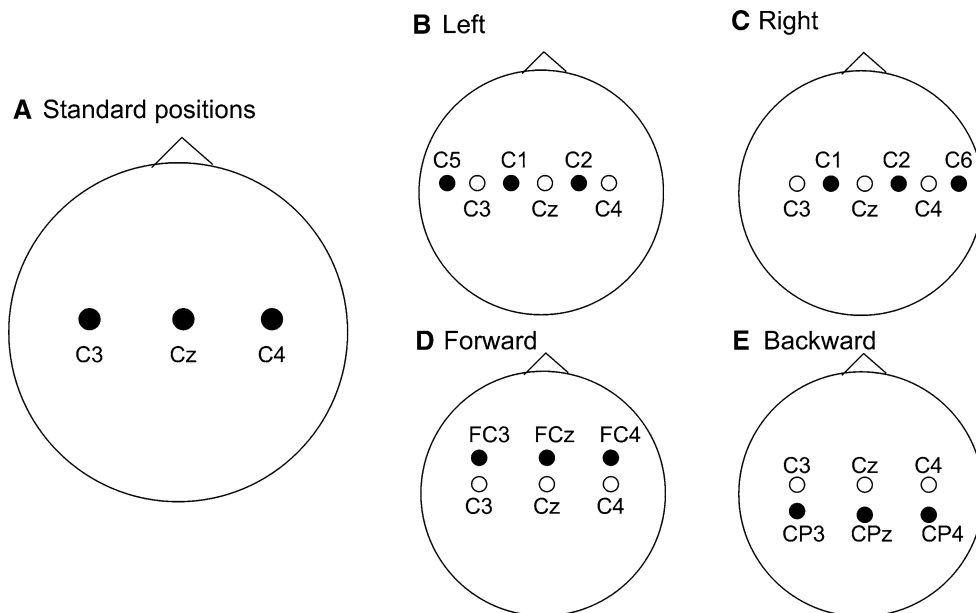 A Standard positions
C3 Cz C4
B Left
C5 C1 C2
C3 Cz C4
C Right
C1 C2 C6
C3 Cz C4
D Forward
FC3 FCz FC4
C3 Cz C4
E Backward
C3 Cz C4
CP3 CPz CP4